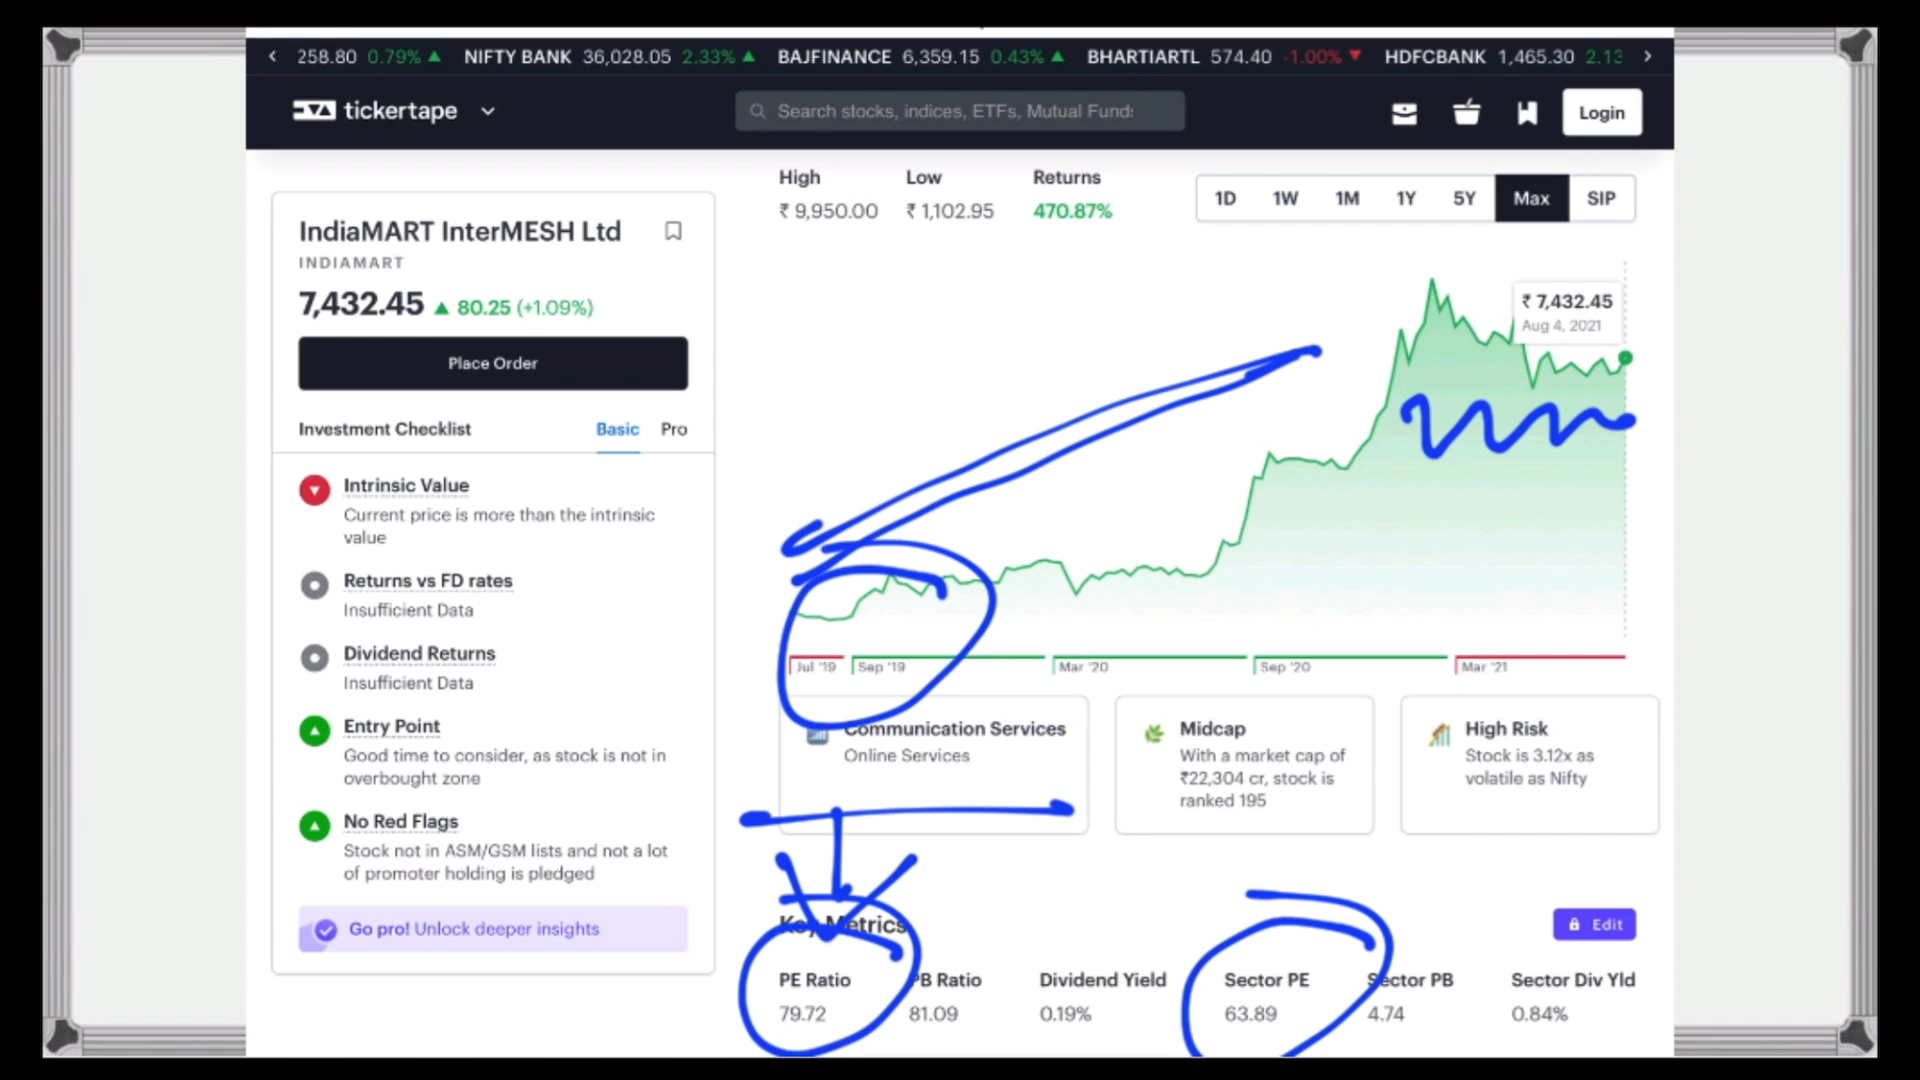 258.80 0.79% ▲ NIFTY BANK 36,028.05 2.33% ▲ BAJFINANCE 6,359.15 0.43% ▲ BHARTIARTL 574.40 -1.00% ▼ HDFCBANK 1,465.30 2.13
tickertape
Search stocks, indices, ETFs, Mutual Fund
Login
IndiaMART InterMESH Ltd
INDIAMART
7,432.45 ▲ 80.25 (+1.09%)
Place Order
Investment Checklist Basic Pro
Intrinsic Value
Current price is more than the intrinsic
value
Returns vs FD rates
Insufficient Data
Dividend Returns
Insufficient Data
Entry Point
Good time to consider, as stock is not in
overbought zone
No Red Flags
Stock not in ASM/GSM lists and not a lot
of promoter holding is pledged
Go pro! Unlock deeper insights
High Low Returns
₹ 9,950.00 ₹ 1,102.95 470.87%
1D 1W 1M 1Y 5Y Max SIP
₹ 7,432.45
Aug 4, 2021
Jul '19 Sep '19 Mar '20 Sep '20 Mar '21
Communication Services
Online Services
Midcap
With a market cap of
₹22,304 cr, stock is
ranked 195
High Risk
Stock is 3.12x as
volatile as Nifty
Key Metrics
Edit
PE Ratio PB Ratio Dividend Yield Sector PE Sector PB Sector Div Yld
79.72 81.09 0.19% 63.89 4.74 0.84%